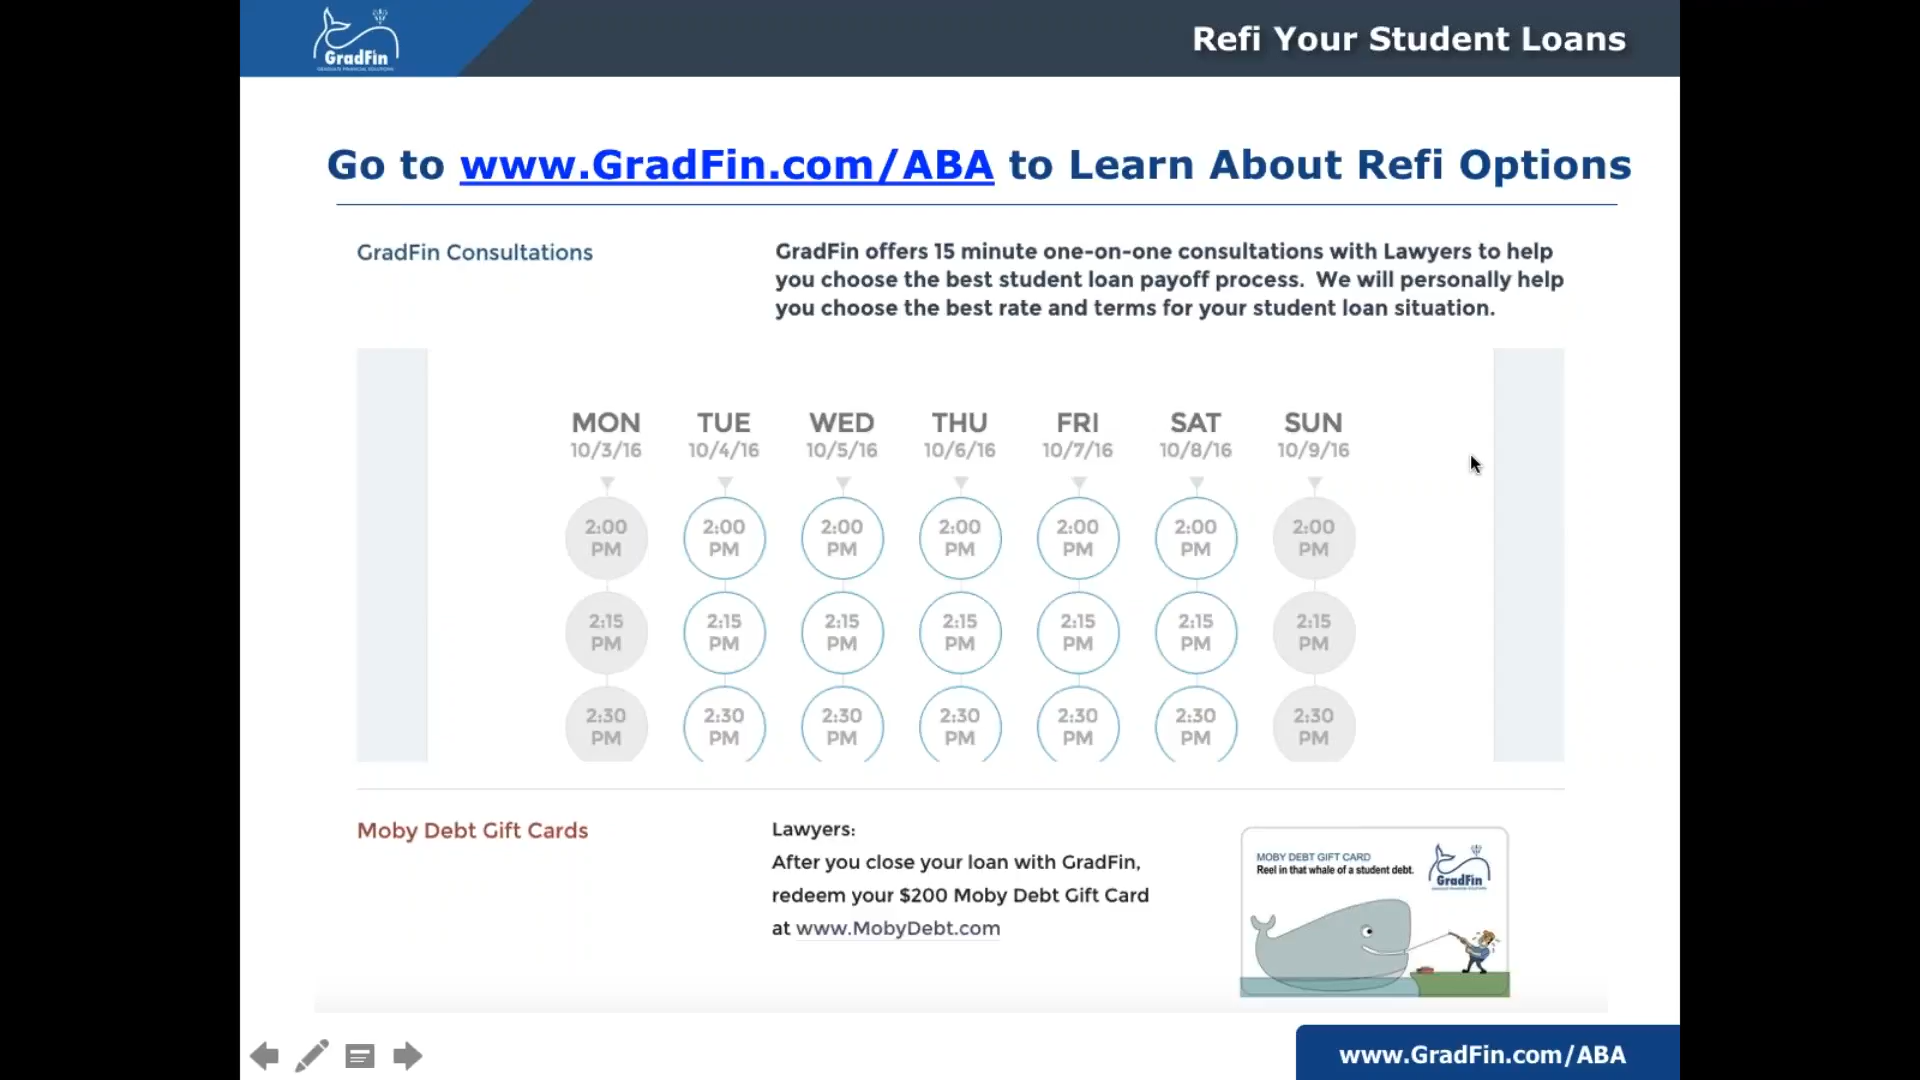 GradFin
GRADUATE FINANCIAL SOLUTIONS
Refi Your Student Loans
Go to www.GradFin.com/ABA to Learn About Refi Options
GradFin Consultations
GradFin offers 15 minute one-on-one consultations with Lawyers to help
you choose the best student loan payoff process. We will personally help
you choose the best rate and terms for your student loan situation.
MON TUE WED THU FRI SAT SUN
10/3/16 10/4/16 10/5/16 10/6/16 10/7/16 10/8/16 10/9/16
2:00 2:00 2:00 2:00 2:00 2:00 2:00
PM PM PM PM PM PM PM
2:15 2:15 2:15 2:15 2:15 2:15 2:15
PM PM PM PM PM PM PM
2:30 2:30 2:30 2:30 2:30 2:30 2:30
PM PM PM PM PM PM PM
Moby Debt Gift Cards
Lawyers:
After you close your loan with GradFin,
redeem your $200 Moby Debt Gift Card
at www.MobyDebt.com
MOBY DEBT GIFT CARD
Reel in that whale of a student debt.
GradFin
www.GradFin.com/ABA